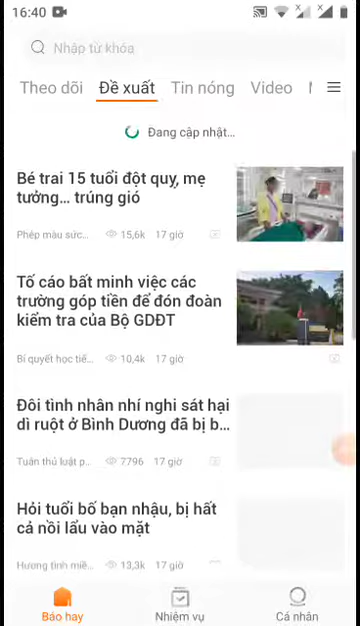 16:40
Nhập từ khóa
Theo dõi Đề xuất Tin nóng Video
Đang cập nhật...
Bé trai 15 tuổi đột quỵ, mẹ
tưởng... trúng gió
Phép màu sức... 15,6k 17 giờ
Tố cáo bất minh việc các
trường góp tiền để đón đoàn
kiểm tra của Bộ GDĐT
Bí quyết học tiế... 10,4k 17 giờ
Đôi tình nhân nhí nghi sát hại
dì ruột ở Bình Dương đã bị b...
Tuân thủ luật p... 7796 17 giờ
Hỏi tuổi bố bạn nhậu, bị hất
cả nồi lẩu vào mặt
Hương tình miề... 13,3k 17 giờ
Báo hay Nhiệm vụ Cá nhân